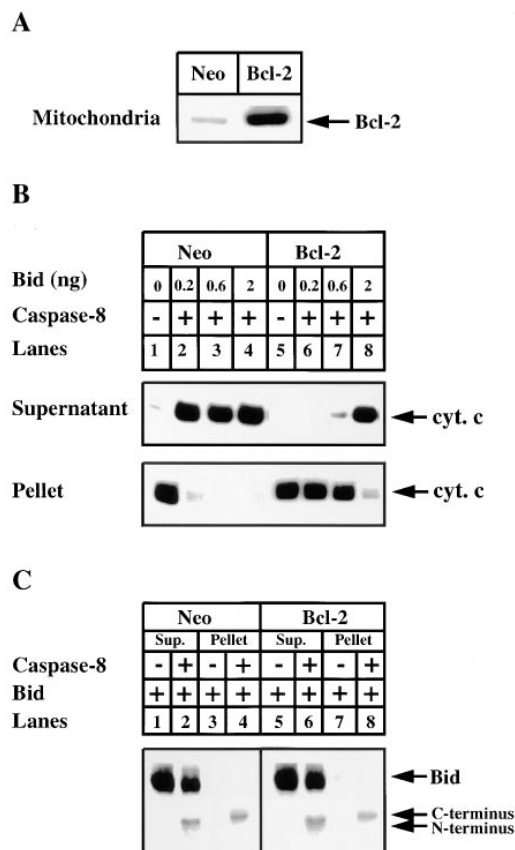 A
Neo Bcl-2
Mitochondria Bcl-2
B
Neo Bcl-2
Bid (ng) 0 0.2 0.6 2 0 0.2 0.6 2
Caspase-8 - + + + - + + +
Lanes 1 2 3 4 5 6 7 8
Supernatant cyt. c
Pellet cyt. c
C
Neo Bcl-2
Sup. Pellet Sup. Pellet
Caspase-8 - + - + - + - +
Bid + + + + + + + +
Lanes 1 2 3 4 5 6 7 8
Bid
C-terminus
N-terminus